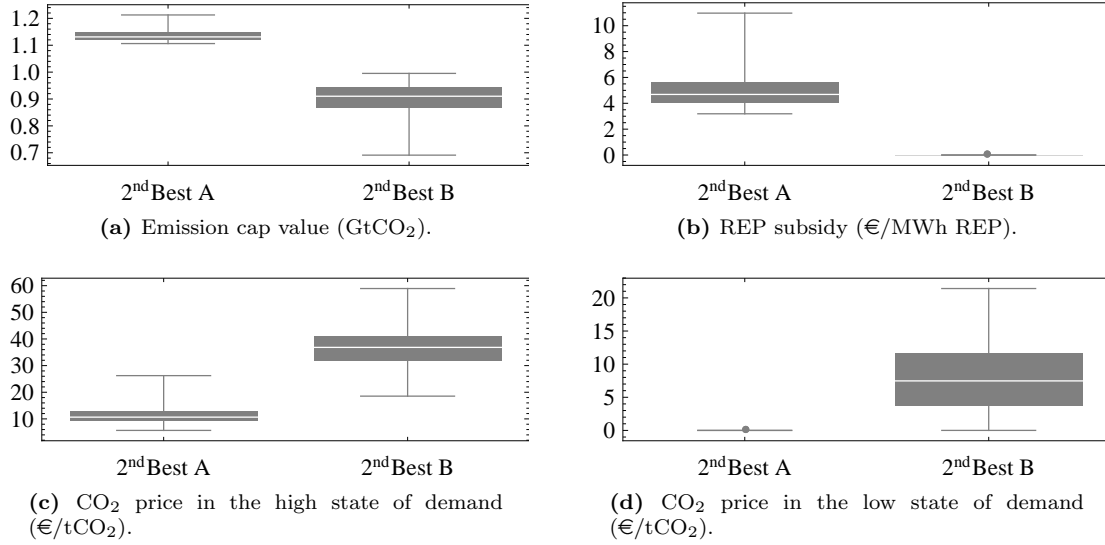 1.2
1.1
1.0
0.9
0.8
0.7
2ndBest A 2ndBest B
(a) Emission cap value (GtCO2).
10
8
6
4
2
0
2ndBest A 2ndBest B
(b) REP subsidy (€/MWh REP).
60
50
40
30
20
10
2ndBest A 2ndBest B
(c) CO2 price in the high state of demand
(€/tCO2).
20
15
10
5
0
2ndBest A 2ndBest B
(d) CO2 price in the low state of demand
(€/tCO2).